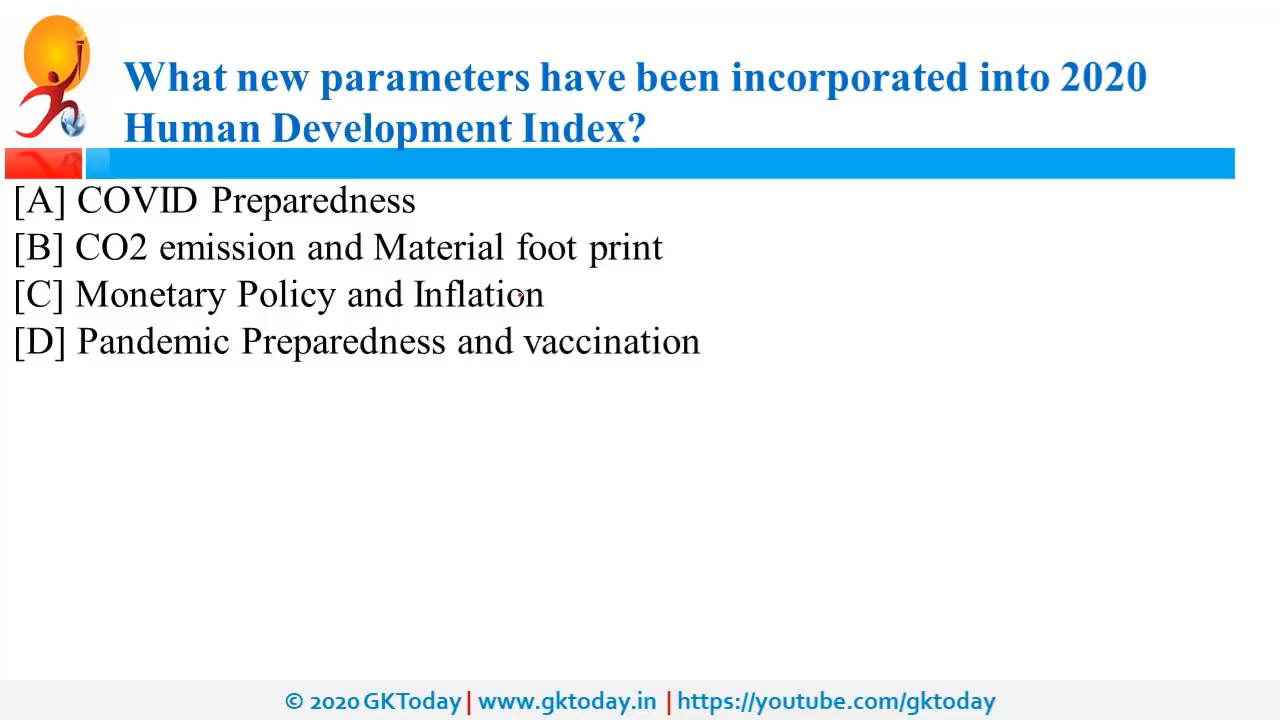 What new parameters have been incorporated into 2020
Human Development Index?
[A] COVID Preparedness
[B] CO2 emission and Material foot print
[C] Monetary Policy and Inflation
[D] Pandemic Preparedness and vaccination
© 2020 GKToday | www.gktoday.in | https://youtube.com/gktoday